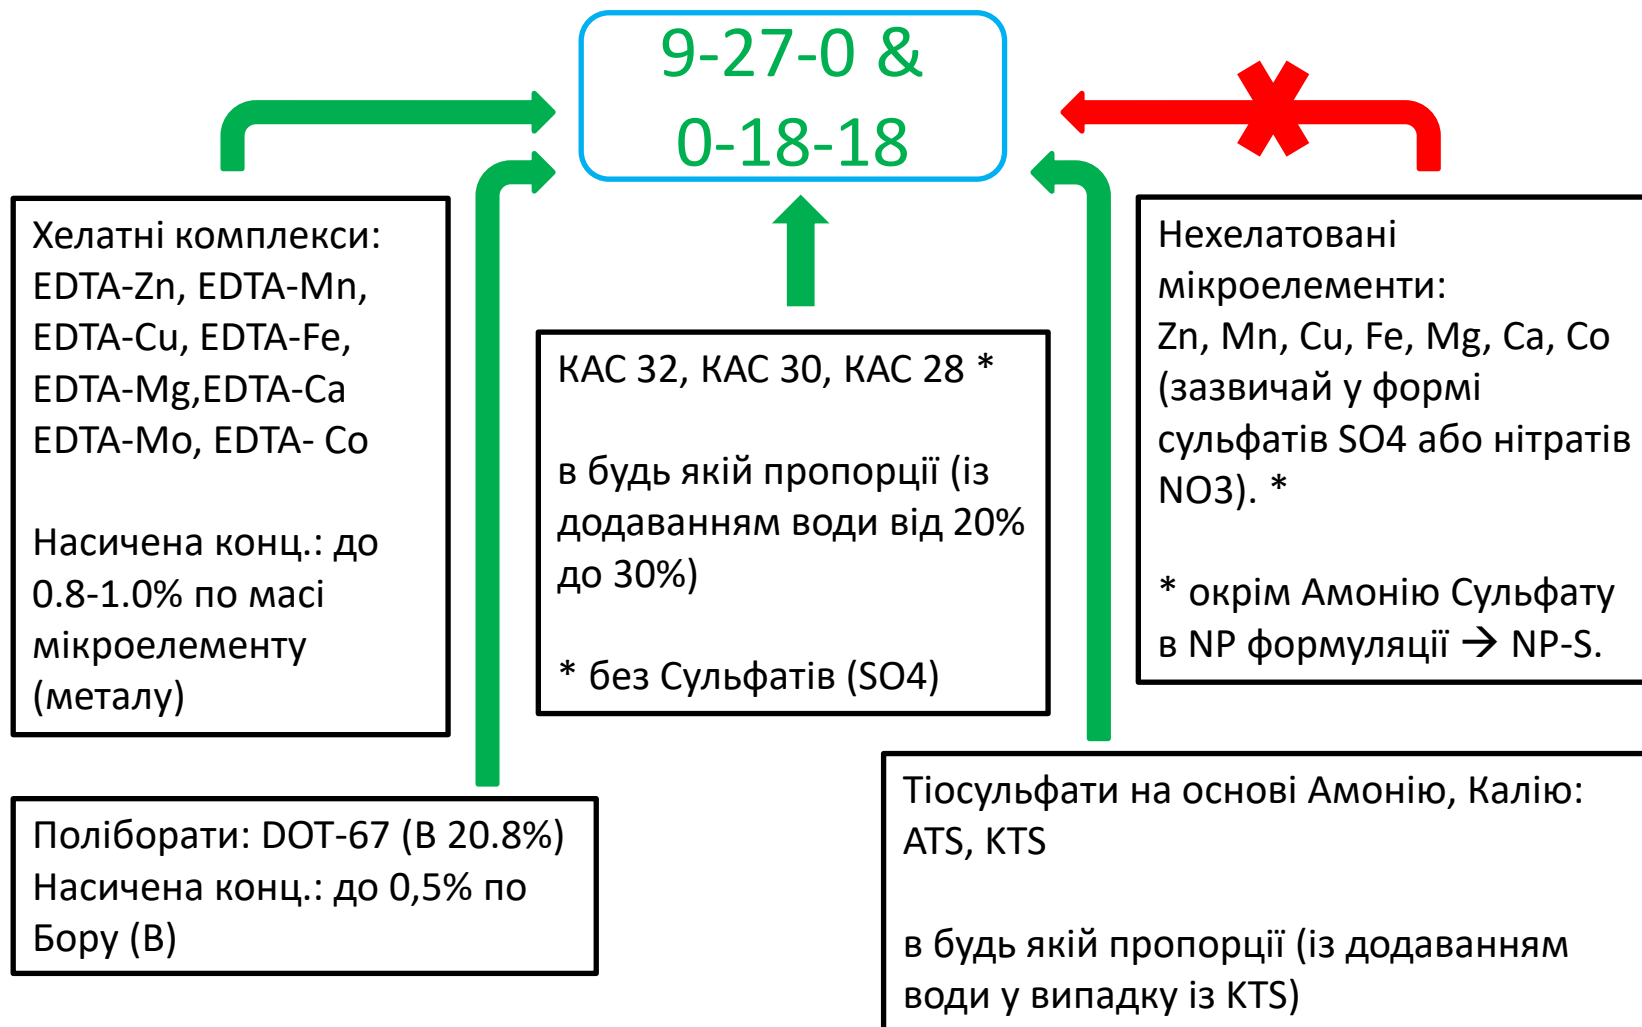 9-27-0 &
0-18-18
Хелатні комплекси:
EDTA-Zn, EDTA-Mn,
EDTA-Cu, EDTA-Fe,
EDTA-Mg,EDTA-Ca
EDTA-Mo, EDTA- Co
Насичена конц.: до
0.8-1.0% по масі
мікроелементу
(металу)
КАС 32, КАС 30, КАС 28 *
в будь якій пропорції (із
додаванням води від 20%
до 30%)
* без Сульфатів (SO4)
Нехелатовані
мікроелементи:
Zn, Mn, Cu, Fe, Mg, Ca, Co
(зазвичай у формі
сульфатів SO4 або нітратів
NO3). *
* окрім Амонію Сульфату
в NP формуляції → NP-S.
Поліборати: DOT-67 (B 20.8%)
Насичена конц.: до 0,5% по
Бору (В)
Тіосульфати на основі Амонію, Калію:
ATS, KTS
в будь якій пропорції (із додаванням
води у випадку із KTS)